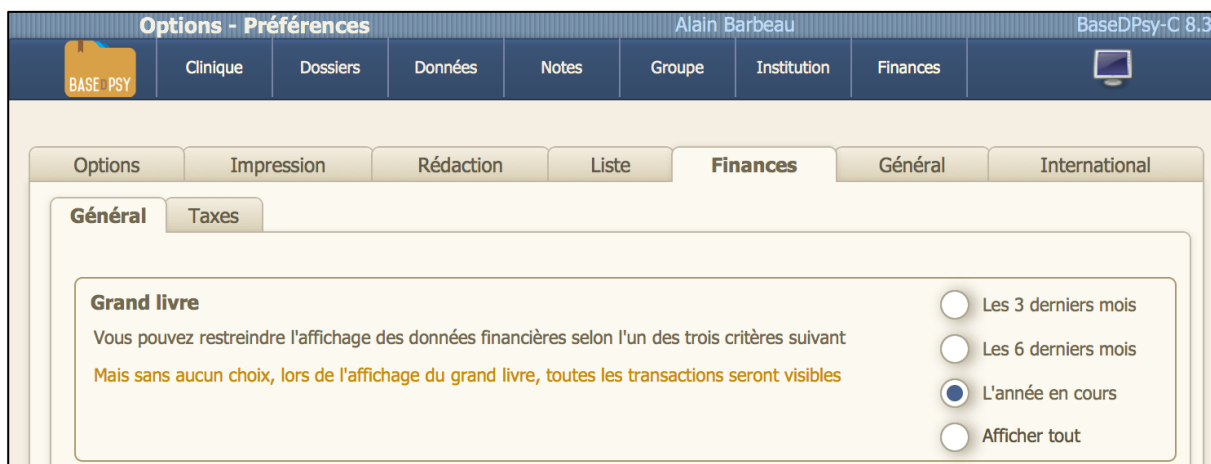 Options - Préférences Alain Barbeau BaseDPsy-C 8.3
BASEDPSY Clinique Dossiers Données Notes Groupe Institution Finances
Options Impression Rédaction Liste Finances Général International
Général Taxes
Grand livre
Vous pouvez restreindre l'affichage des données financières selon l'un des trois critères suivant
Mais sans aucun choix, lors de l'affichage du grand livre, toutes les transactions seront visibles
Les 3 derniers mois
Les 6 derniers mois
L'année en cours
Afficher tout